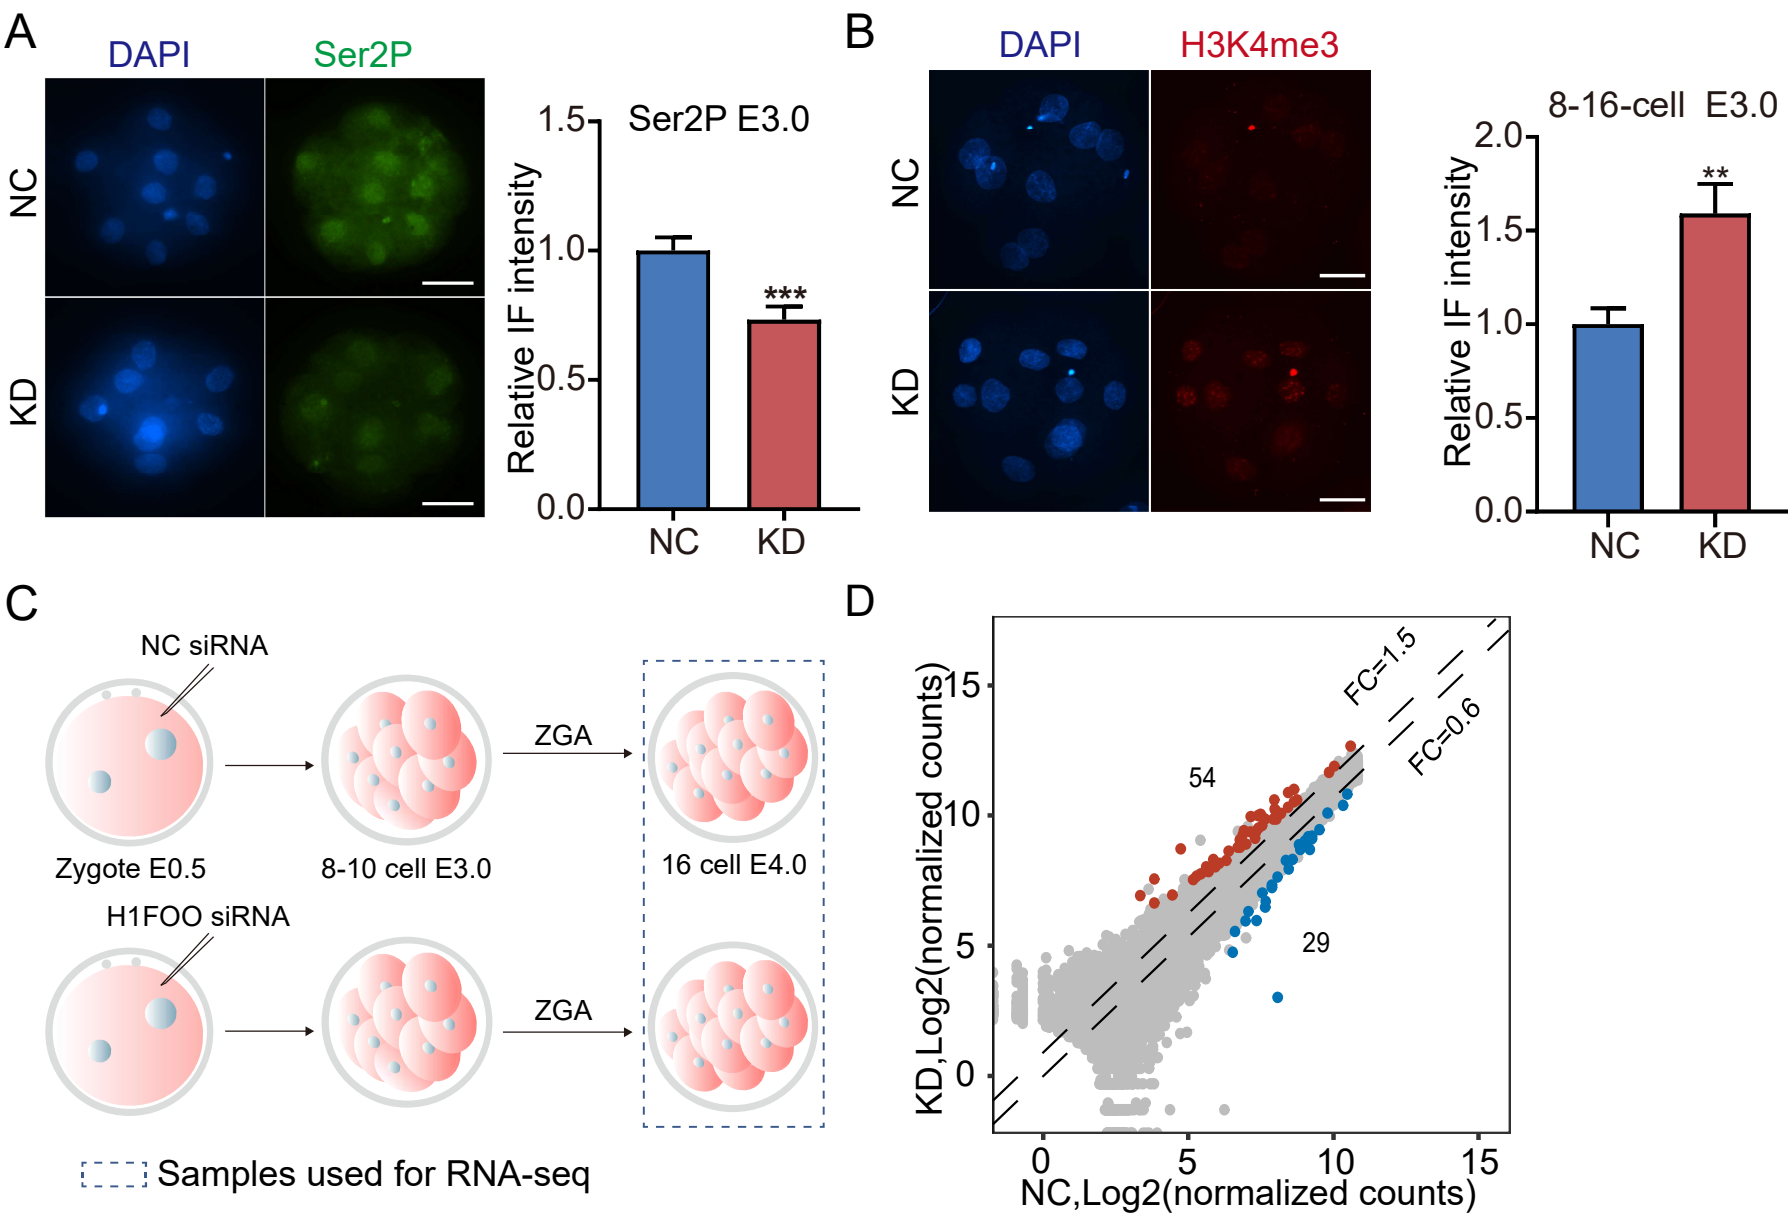 A
DAPI
Ser2P
NC
KD
Ser2P E3.0
Relative IF intensity
1.5
1.0
0.5
0.0
***
NC
KD
B
DAPI
H3K4me3
NC
KD
8-16-cell E3.0
Relative IF intensity
2.0
1.5
1.0
0.5
0.0
**
NC
KD
C
NC siRNA
ZGA
Zygote E0.5
8-10 cell E3.0
16 cell E4.0
H1FOO siRNA
ZGA
Samples used for RNA-seq
D
KD,Log2(normalized counts)
15
10
5
0
FC=1.5
FC=0.6
54
29
0
5
10
15
NC,Log2(normalized counts)